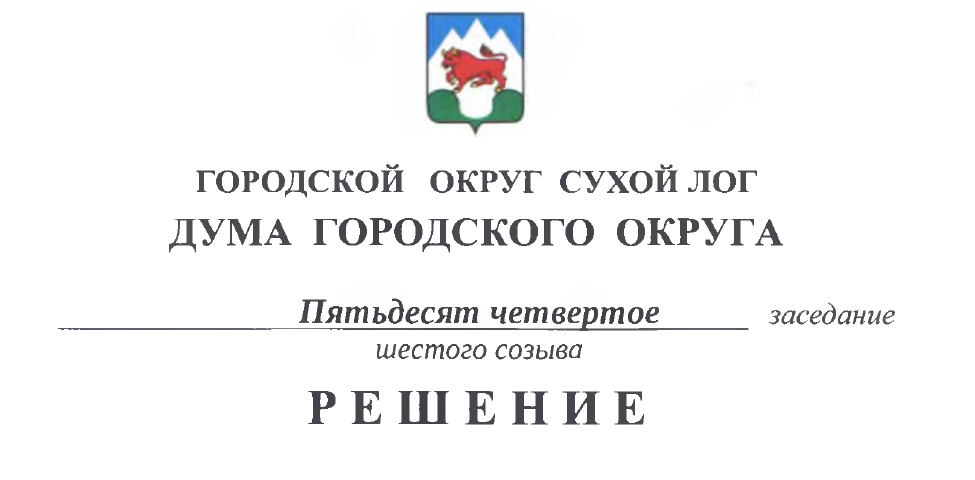 ГОРОДСКОЙ ОКРУГ СУХОЙ ЛОГ
ДУМА ГОРОДСКОГО ОКРУГА
Пятьдесят четвертое заседание
шестого созыва
РЕШЕНИЕ